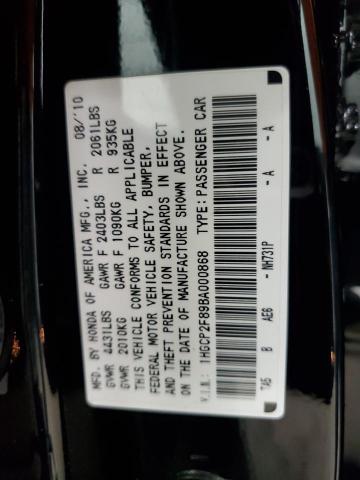 MFD. BY HONDA OF AMERICA MFG., INC. 08/'10
GVWR 4431LBS GAWR F 2403LBS R 2061LBS
GVWR 2010KG GAWR F 1090KG R 935KG
THIS VEHICLE CONFORMS TO ALL APPLICABLE
FEDERAL MOTOR VEHICLE SAFETY, BUMPER,
AND THEFT PREVENTION STANDARDS IN EFFECT
ON THE DATE OF MANUFACTURE SHOWN ABOVE.
V.I.N.: 1HGCP2F89BA000868 TYPE:PASSENGER CAR
TA5 B AE6 - NH731P - A - A